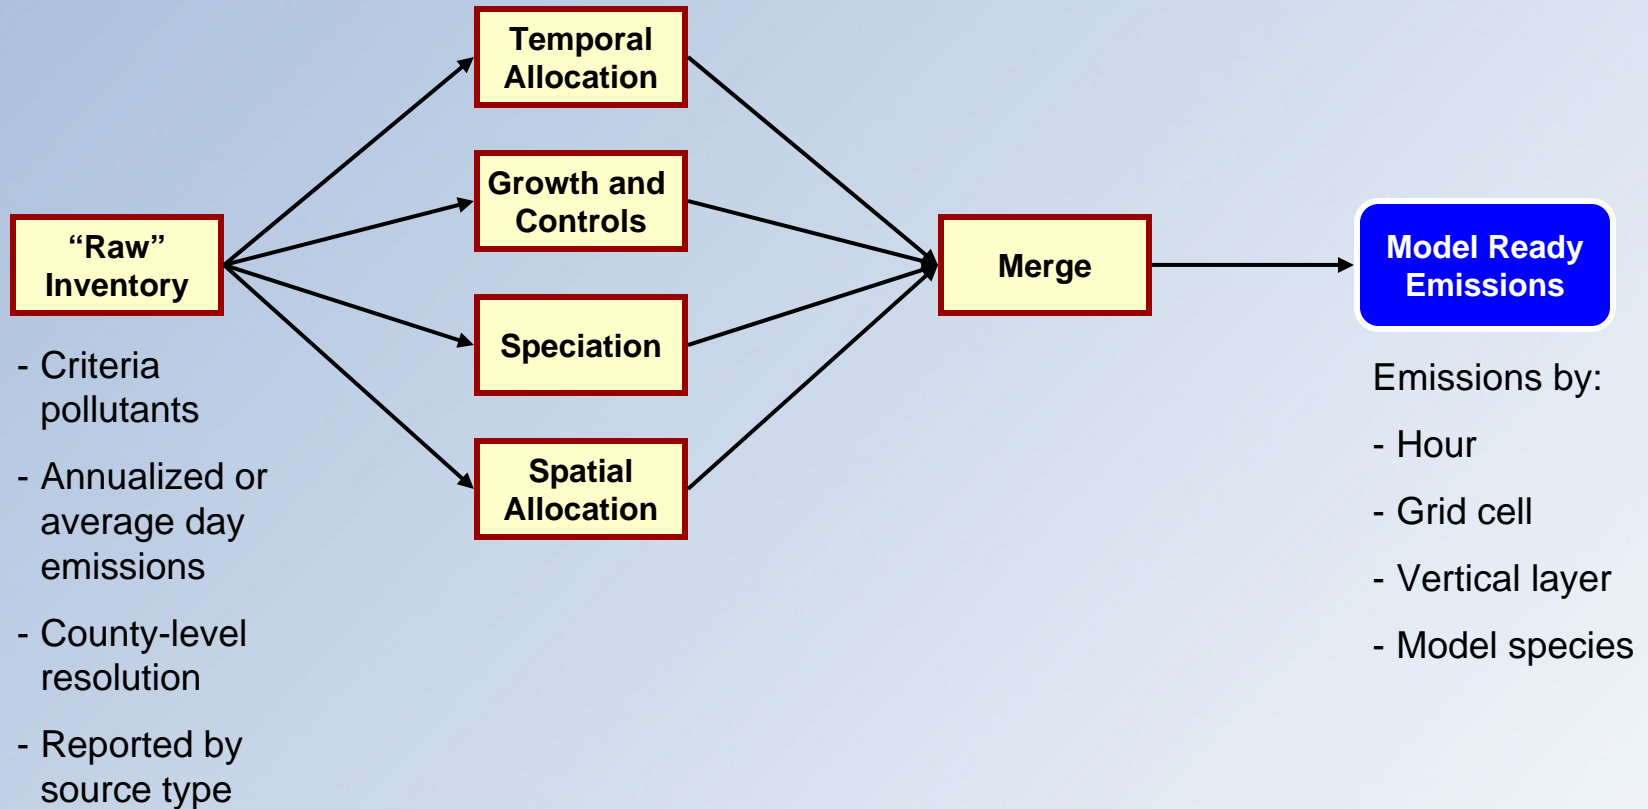 Temporal
Allocation
Growth and
Controls
Speciation
Spatial
Allocation
“Raw”
Inventory
- Criteria
pollutants
- Annualized or
average day
emissions
- County-level
resolution
- Reported by
source type
Merge
Model Ready
Emissions
Emissions by:
- Hour
- Grid cell
- Vertical layer
- Model species